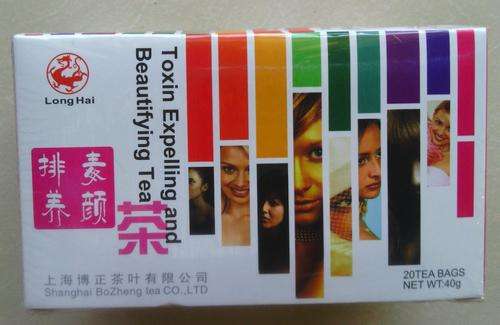 Long Hai
Toxin Expelling and
Beautifying Tea
排毒
养颜
茶
上海博正茶叶有限公司
Shanghai BoZheng tea CO.,LTD
20TEA BAGS
NET WT:40g